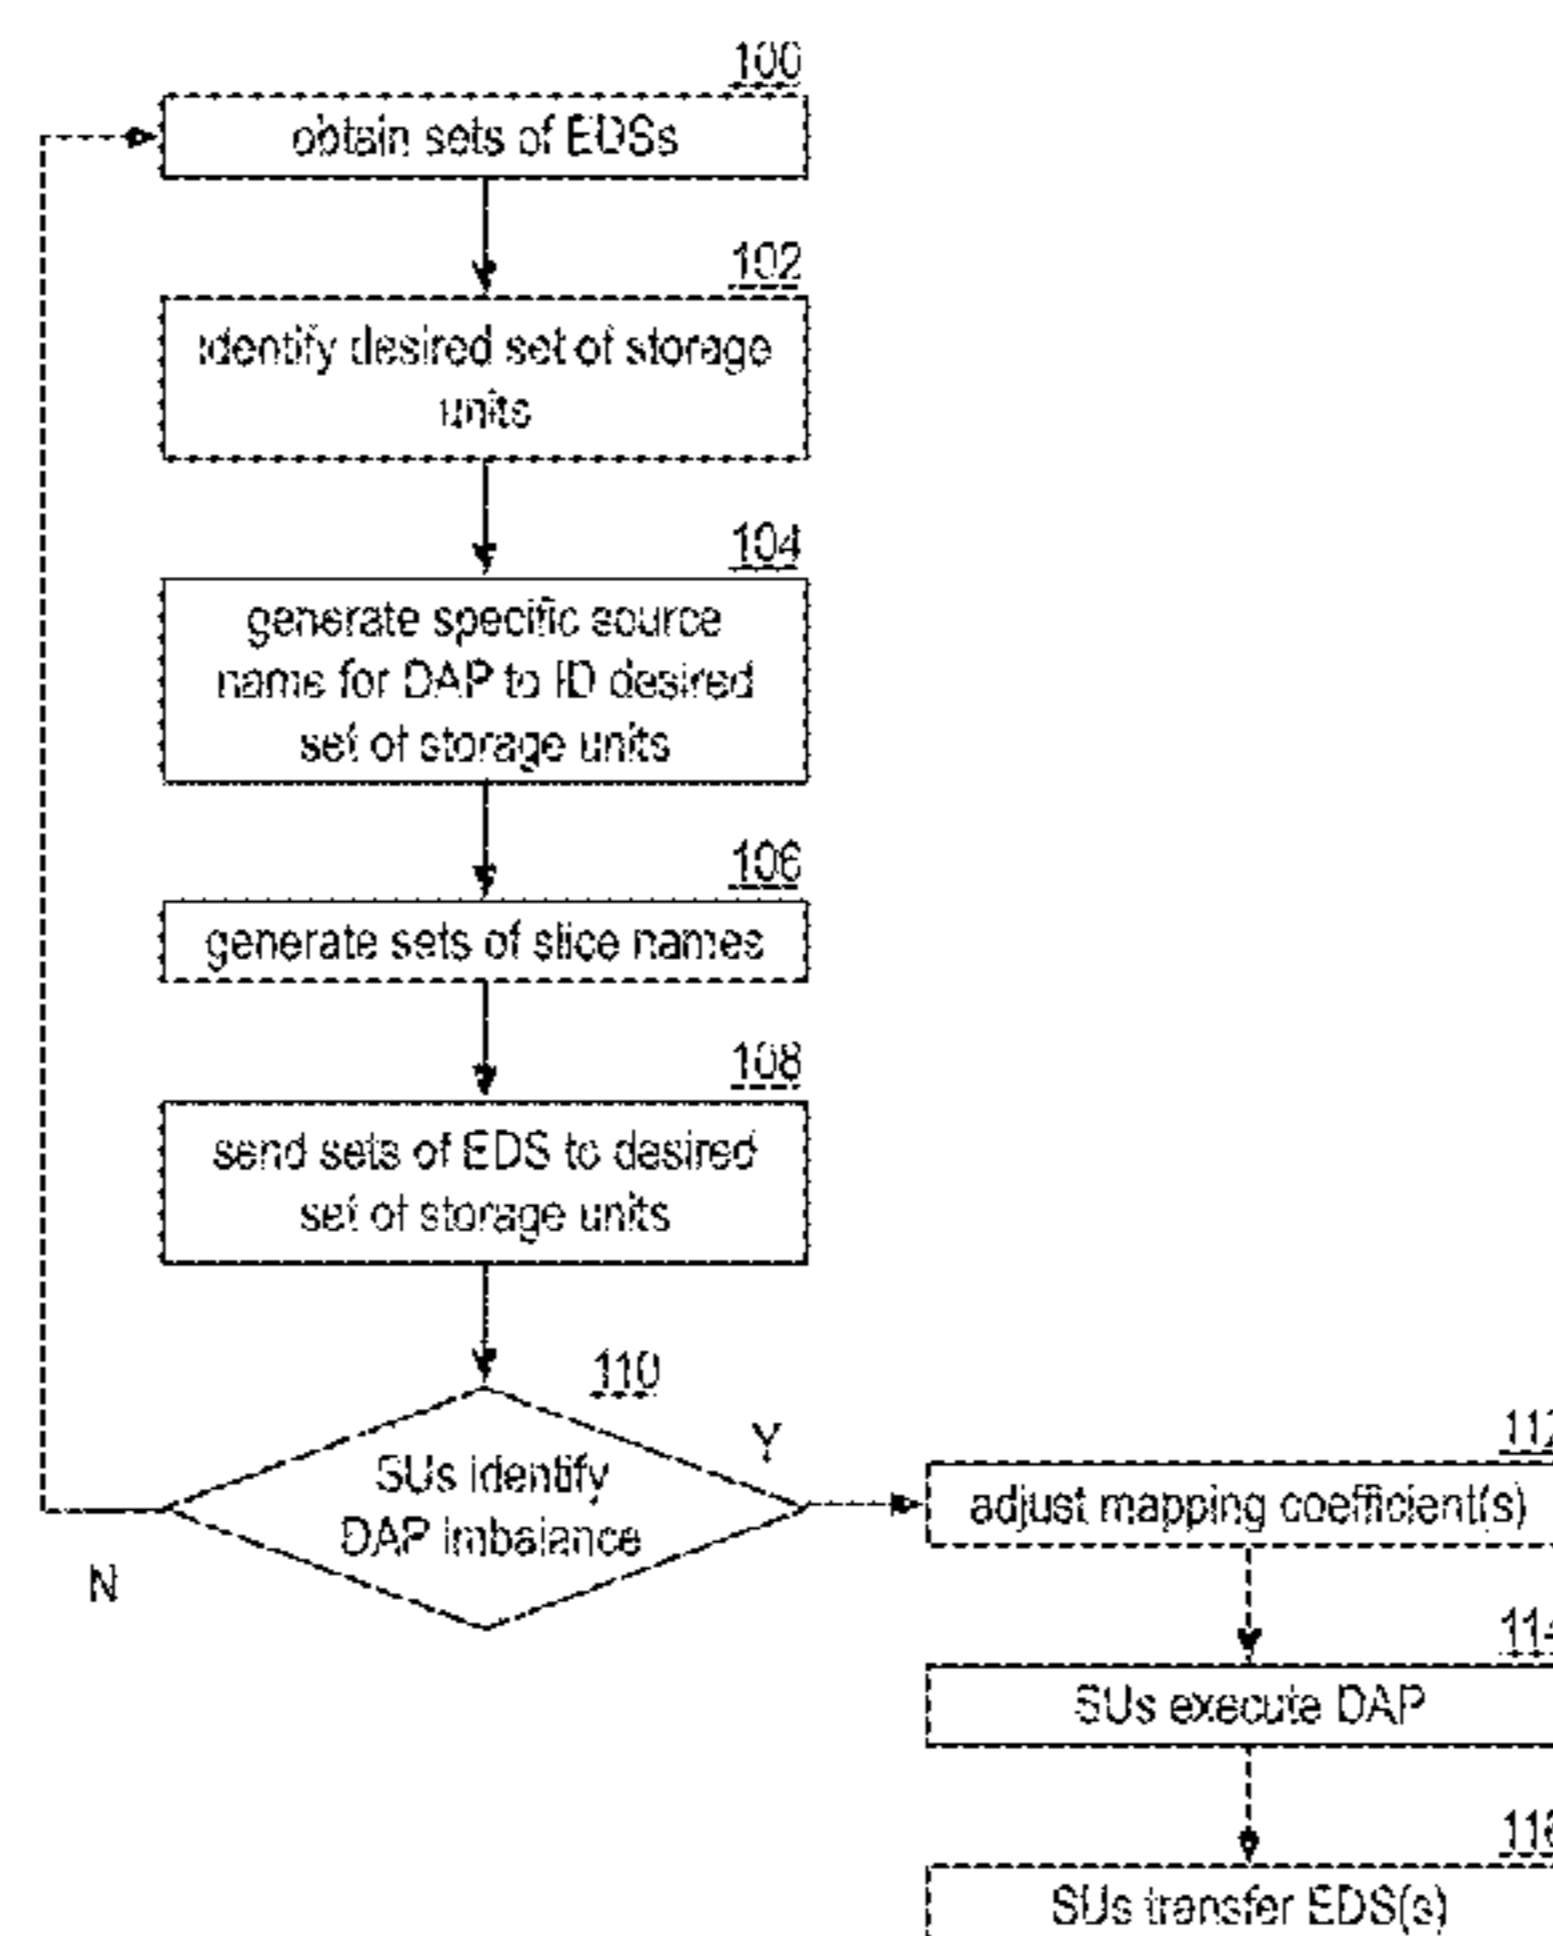 100
obtain sets of EDSs
102
identify desired set of storage
units
104
generate specific source
name for DAP to ID desired
set of storage units
106
generate sets of slice names
108
send sets of EDS to desired
set of storage units
110
SUs identify
DAP imbalance
Y
N
adjust mapping coefficient(s)
SUs execute DAP
SUs transfer EDS(s)